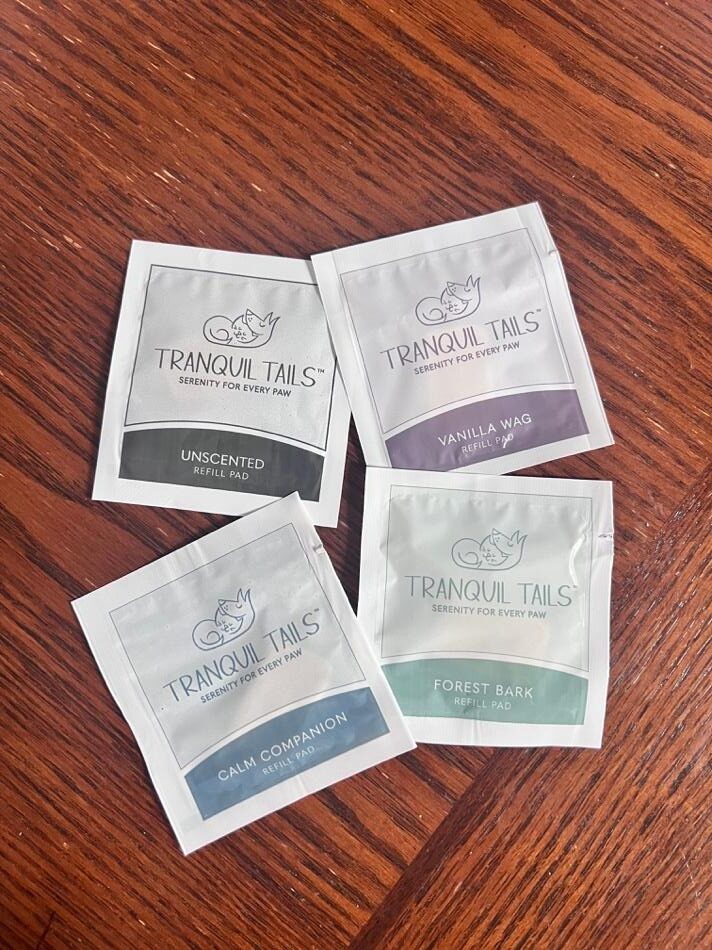 TRANQUIL TAILS™
SERENITY FOR EVERY PAW
UNSCENTED
REFILL PAD
TRANQUIL TAILS™
SERENITY FOR EVERY PAW
VANILLA WAG
REFILL PAD
TRANQUIL TAILS™
SERENITY FOR EVERY PAW
CALM COMPANION
REFILL PAD
TRANQUIL TAILS™
SERENITY FOR EVERY PAW
FOREST BARK
REFILL PAD